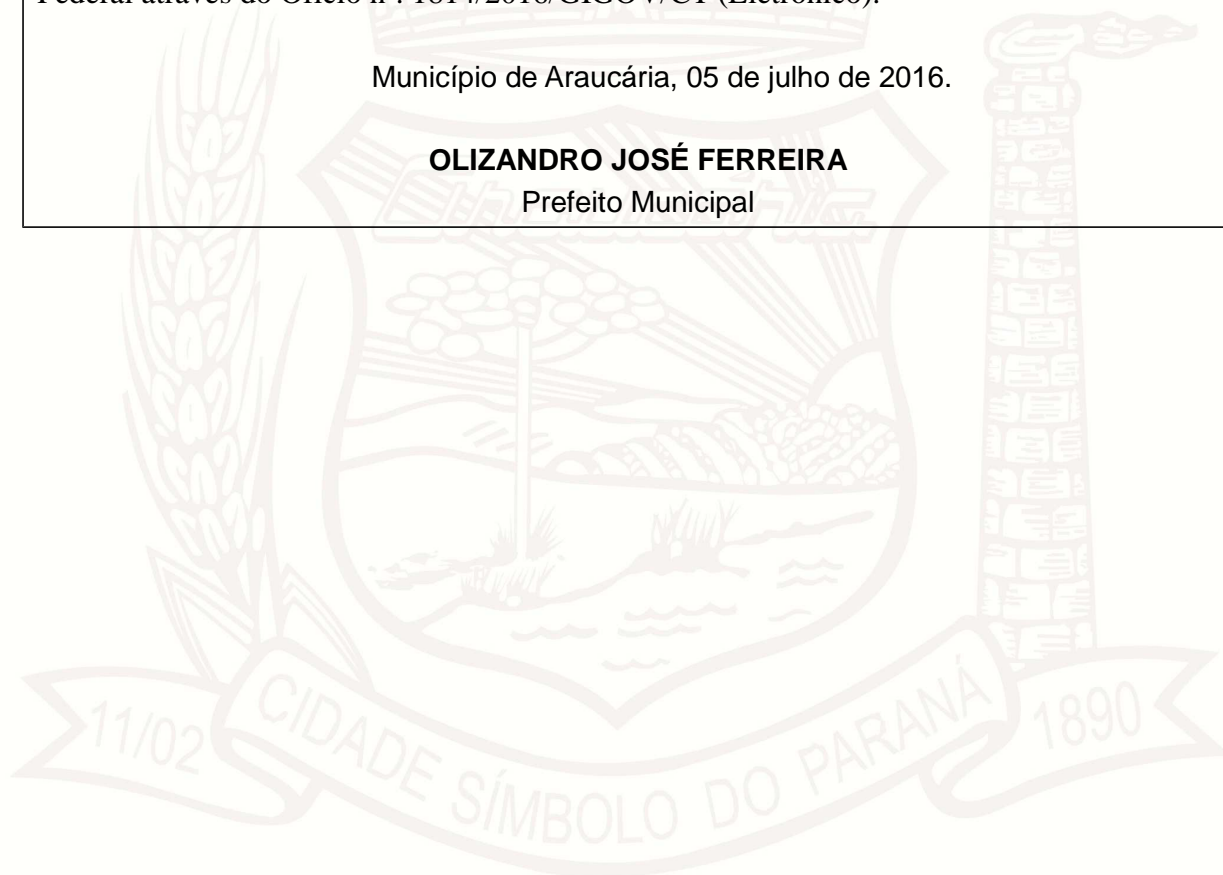 Município de Araucária, 05 de julho de 2016.
OLIZANDRO JOSÉ FERREIRA
Prefeito Municipal
11/02
CIDADE SÍMBOLO DO PARANÁ
1890